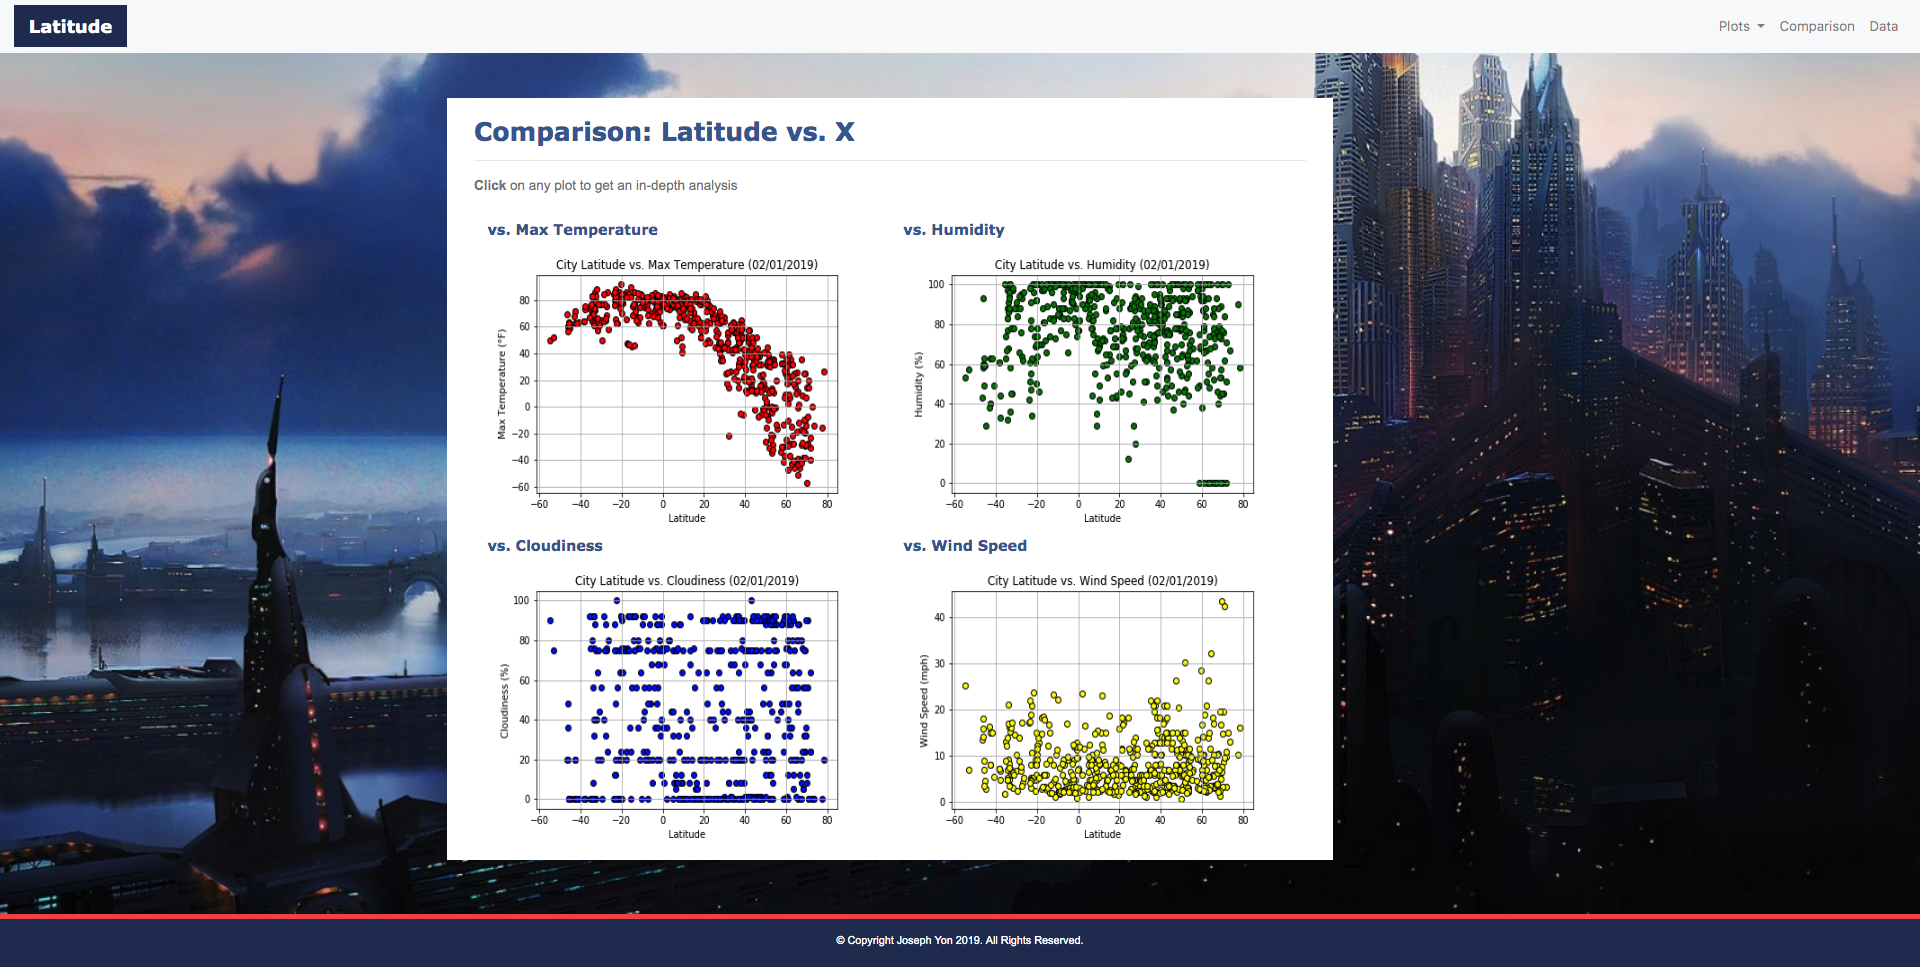 Latitude
Plots Comparison Data
Comparison: Latitude vs. X
Click on any plot to get an in-depth analysis
vs. Max Temperature
City Latitude vs. Max Temperature (02/01/2019)
80
60
40
20
0
−20
−40
−60
Max Temperature (°F)
−60 −40 −20 0 20 40 60 80
Latitude
vs. Humidity
City Latitude vs. Humidity (02/01/2019)
100
80
60
40
20
0
Humidity (%)
−60 −40 −20 0 20 40 60 80
Latitude
vs. Cloudiness
City Latitude vs. Cloudiness (02/01/2019)
100
80
60
40
20
0
Cloudiness (%)
−60 −40 −20 0 20 40 60 80
Latitude
vs. Wind Speed
City Latitude vs. Wind Speed (02/01/2019)
40
30
20
10
0
Wind Speed (mph)
−60 −40 −20 0 20 40 60 80
Latitude
© Copyright Joseph Yon 2019. All Rights Reserved.